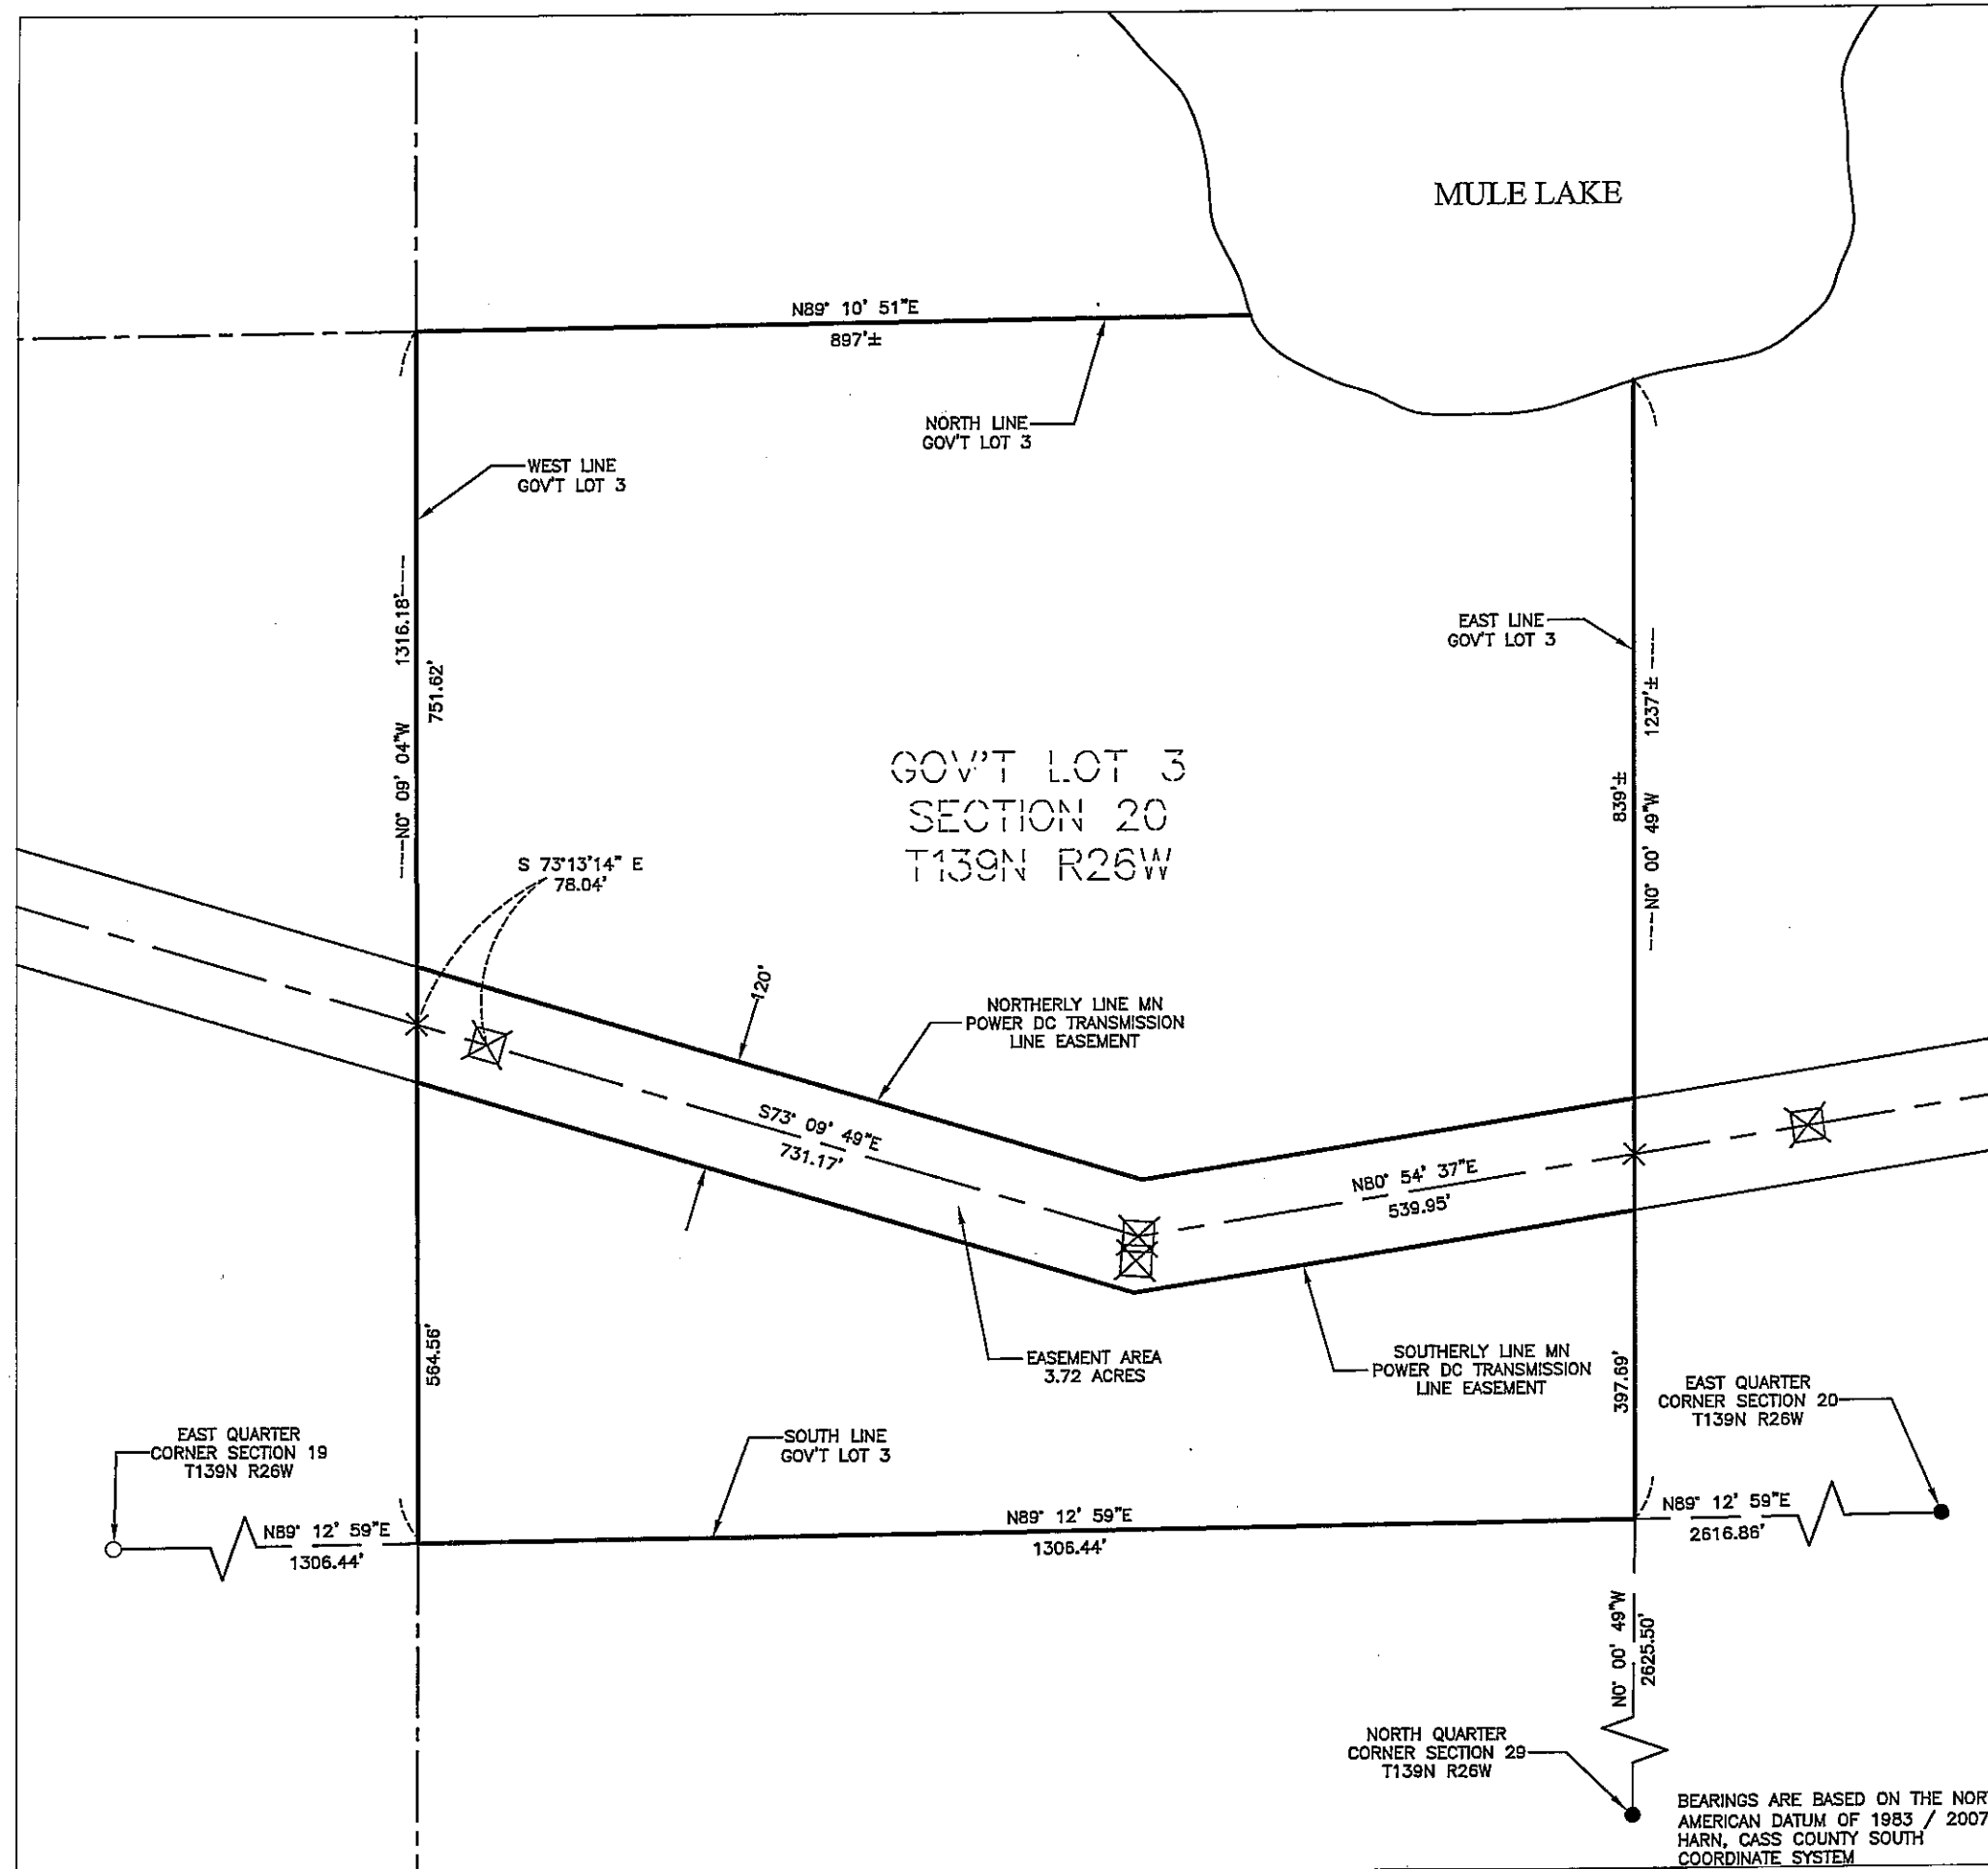 MULE LAKE
N89° 10' 51"E
897'±
NORTH LINE
GOV'T LOT 3
WEST LINE
GOV'T LOT 3
1316.18'
N0° 09' 04"W
751.62'
EAST LINE
GOV'T LOT 3
1237'±
839'±
N0° 00' 49"W
GOV'T LOT 3
SECTION 20
T139N R26W
S 73°13'14" E
78.04'
120'
NORTHERLY LINE MN
POWER DC TRANSMISSION
LINE EASEMENT
S73° 09' 49"E
731.17'
N80° 54' 37"E
539.95'
564.56'
EASEMENT AREA
3.72 ACRES
SOUTHERLY LINE MN
POWER DC TRANSMISSION
LINE EASEMENT
397.69'
EAST QUARTER
CORNER SECTION 20
T139N R26W
EAST QUARTER
CORNER SECTION 19
T139N R26W
SOUTH LINE
GOV'T LOT 3
N89° 12' 59"E
1306.44'
N89° 12' 59"E
1306.44'
N89° 12' 59"E
2616.86'
N0° 00' 49"W
2625.50'
NORTH QUARTER
CORNER SECTION 29
T139N R26W
BEARINGS ARE BASED ON THE NOR
AMERICAN DATUM OF 1983 / 2007
HARN, CASS COUNTY SOUTH
COORDINATE SYSTEM